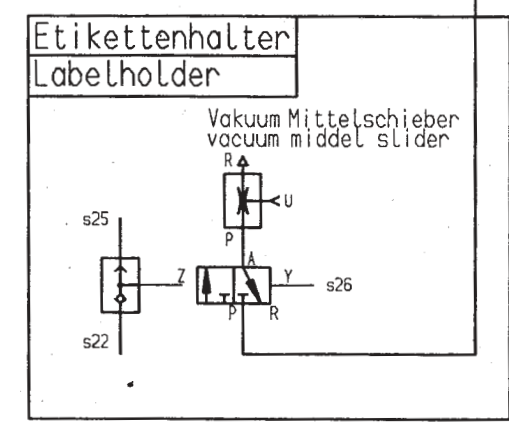 Etikettenhalter
Labelholder
Vakuum Mittelschieber
vacuum middel slider
R
U
s25
P
A
Z
Y
s26
P
R
s22